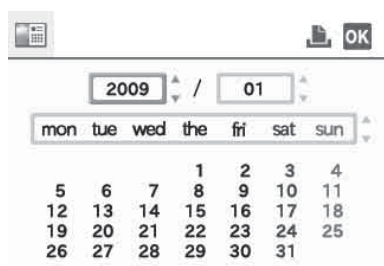 OK
2009 / 01
mon tue wed the fri sat sun
1 2 3 4
5 6 7 8 9 10 11
12 13 14 15 16 17 18
19 20 21 22 23 24 25
26 27 28 29 30 31